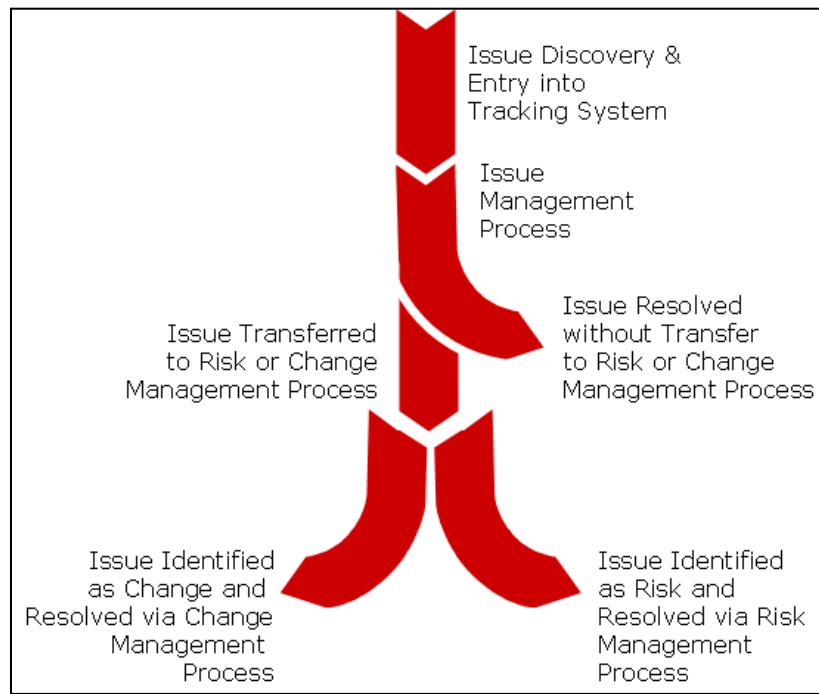 Issue Discovery &
Entry into
Tracking System
Issue
Management
Process
Issue Resolved
without Transfer
to Risk or Change
Management Process
Issue Transferred
to Risk or Change
Management Process
Issue Identified
as Change and
Resolved via Change
Management
Process
Issue Identified
as Risk and
Resolved via Risk
Management
Process